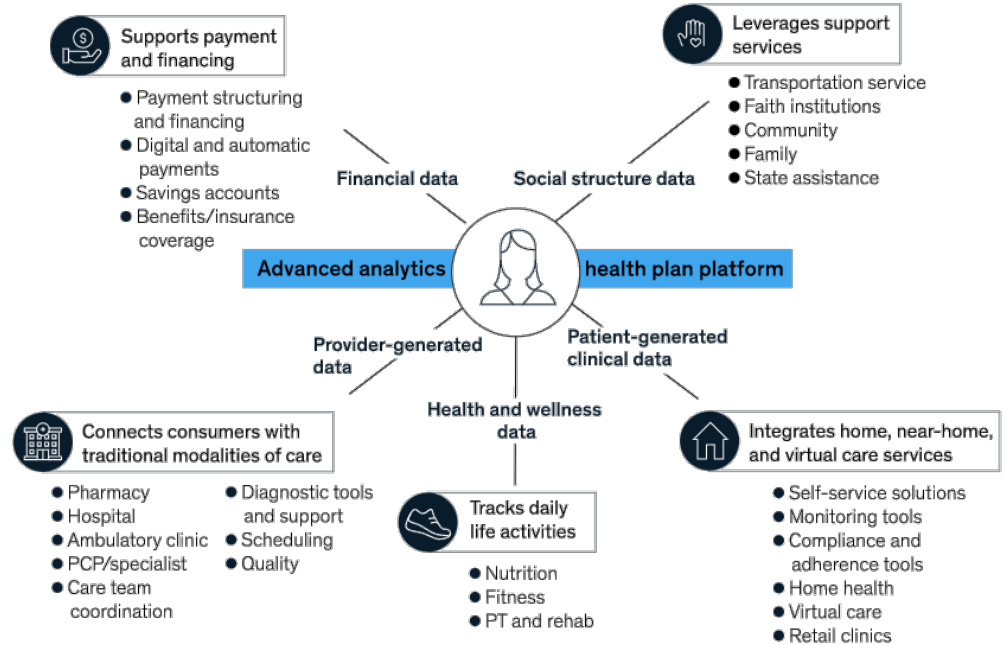 Supports payment
and financing
● Payment structuring
and financing
● Digital and automatic
payments
● Savings accounts
● Benefits/insurance
coverage
Leverages support
services
● Transportation service
● Faith institutions
● Community
● Family
● State assistance
Financial data
Social structure data
Advanced analytics
health plan platform
Provider-generated
data
Patient-generated
clinical data
Health and wellness
data
Connects consumers with
traditional modalities of care
● Pharmacy
● Hospital
● Ambulatory clinic
● PCP/specialist
● Care team
coordination
● Diagnostic tools
and support
● Scheduling
● Quality
Tracks daily
life activities
● Nutrition
● Fitness
● PT and rehab
Integrates home, near-home,
and virtual care services
● Self-service solutions
● Monitoring tools
● Compliance and
adherence tools
● Home health
● Virtual care
● Retail clinics